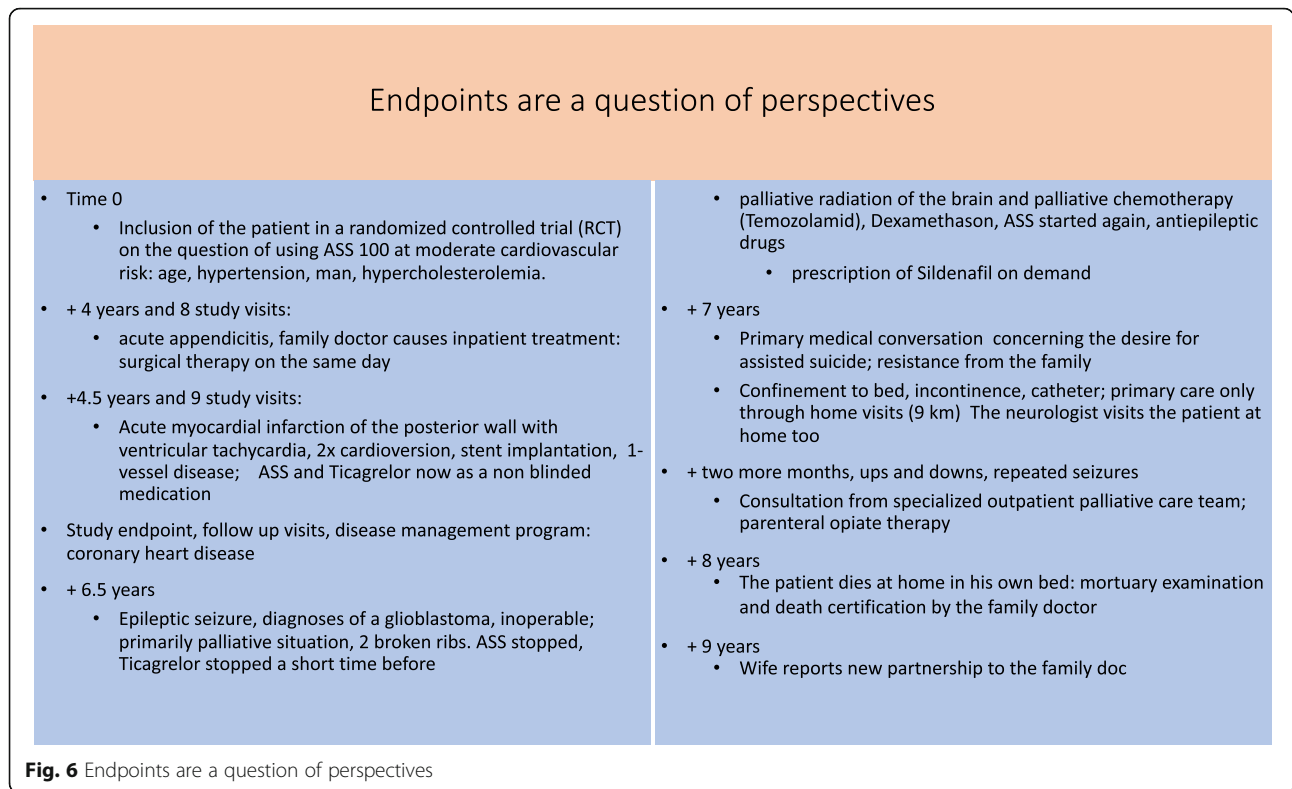 Endpoints are a question of perspectives
• Time 0
• Inclusion of the patient in a randomized controlled trial (RCT)
on the question of using ASS 100 at moderate cardiovascular
risk: age, hypertension, man, hypercholesterolemia.
• + 4 years and 8 study visits:
• acute appendicitis, family doctor causes inpatient treatment:
surgical therapy on the same day
• +4.5 years and 9 study visits:
• Acute myocardial infarction of the posterior wall with
ventricular tachycardia, 2x cardioversion, stent implantation, 1-
vessel disease; ASS and Ticagrelor now as a non blinded
medication
• Study endpoint, follow up visits, disease management program:
coronary heart disease
• + 6.5 years
• Epileptic seizure, diagnoses of a glioblastoma, inoperable;
primarily palliative situation, 2 broken ribs. ASS stopped,
Ticagrelor stopped a short time before
• palliative radiation of the brain and palliative chemotherapy
(Temozolamid), Dexamethason, ASS started again, antiepileptic
drugs
• prescription of Sildenafil on demand
• + 7 years
• Primary medical conversation concerning the desire for
assisted suicide; resistance from the family
• Confinement to bed, incontinence, catheter; primary care only
through home visits (9 km) The neurologist visits the patient at
home too
• + two more months, ups and downs, repeated seizures
• Consultation from specialized outpatient palliative care team;
parenteral opiate therapy
• + 8 years
• The patient dies at home in his own bed: mortuary examination
and death certification by the family doctor
• + 9 years
• Wife reports new partnership to the family doc
Fig. 6 Endpoints are a question of perspectives